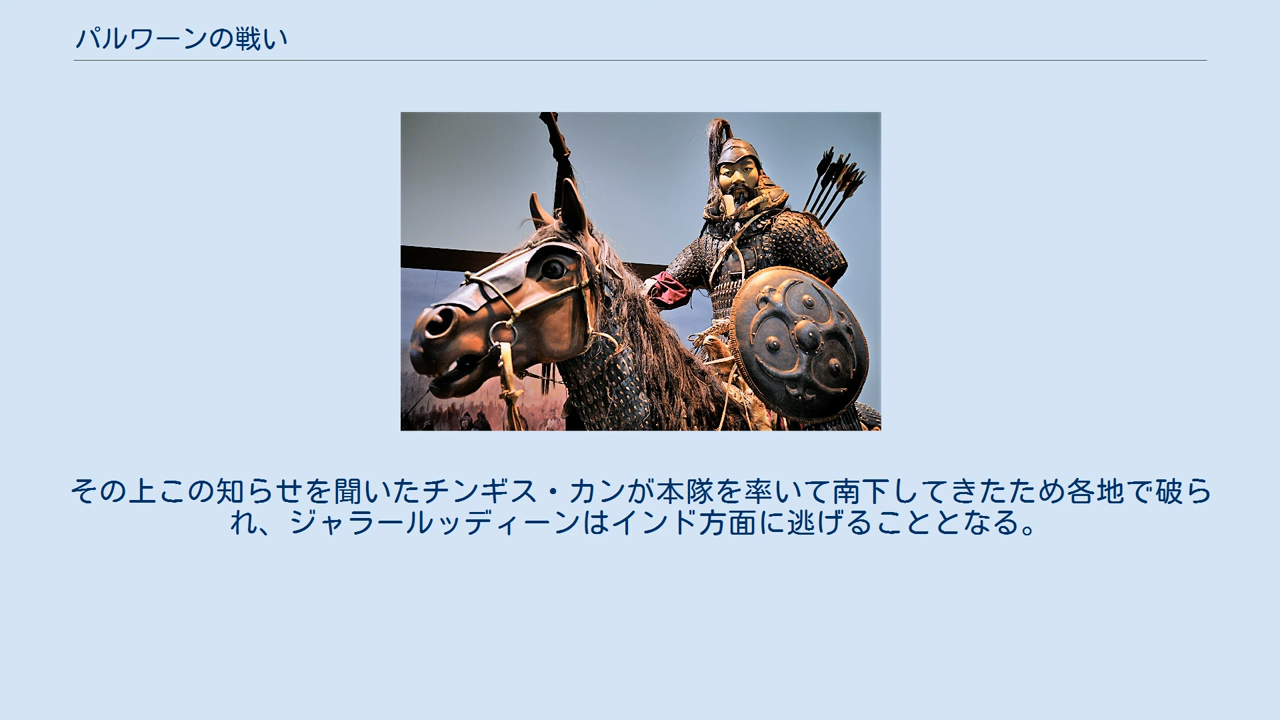 パルワーンの戦い
その上この知らせを聞いたチンギス・カンが本隊を率いて南下してきたため各地で破ら
れ、ジャラールッディーンはインド方面に逃げることとなる。